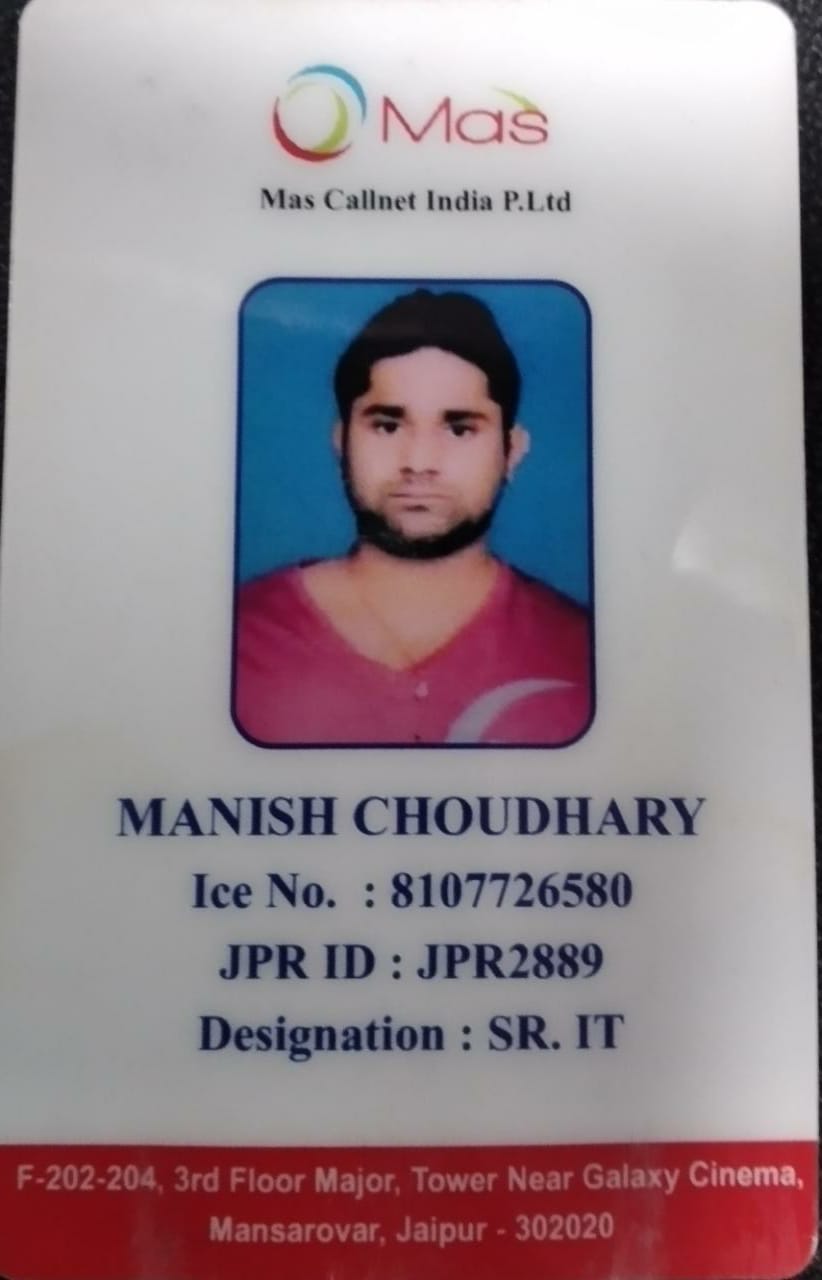 Mas
Mas Callnet India P.Ltd
MANISH CHOUDHARY
Ice No. : 8107726580
JPR ID : JPR2889
Designation : SR. IT
F-202-204, 3rd Floor Major, Tower Near Galaxy Cinema,
Mansarovar, Jaipur - 302020